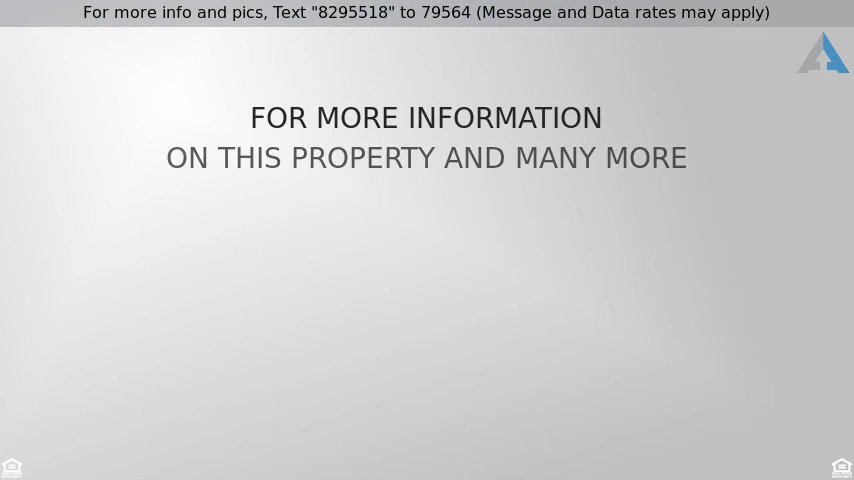 For more info and pics, Text "8295518" to 79564 (Message and Data rates may apply)
FOR MORE INFORMATION
ON THIS PROPERTY AND MANY MORE